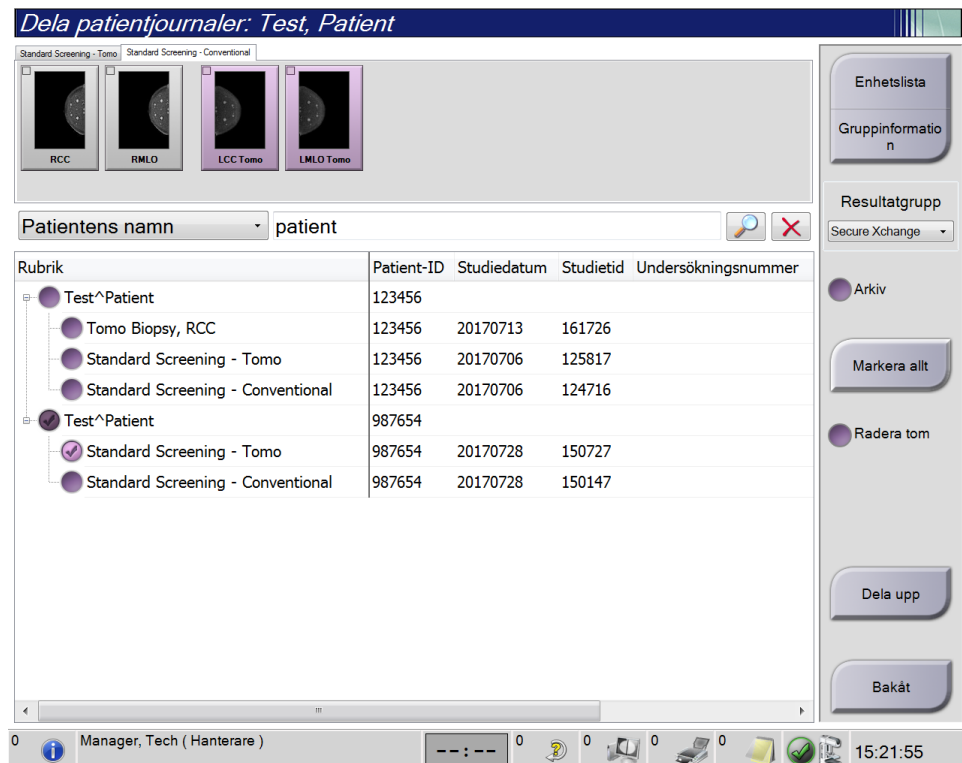 Dela patientjournaler: Test, Patient
Standard Screening - Tomo
Standard Screening - Conventional
RCC
RMLO
LCC Tomo
LMLO Tomo
Patientens namn
patient
Rubrik Patient-ID Studiedatum Studietid Undersökningsnummer
Test^Patient 123456
Tomo Biopsy, RCC 123456 20170713 161726
Standard Screening - Tomo 123456 20170706 125817
Standard Screening - Conventional 123456 20170706 124716
Test^Patient 987654
Standard Screening - Tomo 987654 20170728 150727
Standard Screening - Conventional 987654 20170728 150147
Enhetslista
Gruppinformatio
n
Resultatgrupp
Secure Xchange
Arkiv
Markera allt
Radera tom
Dela upp
Bakåt
0 Manager, Tech ( Hanterare ) --:-- 0 0 0 0 15:21:55